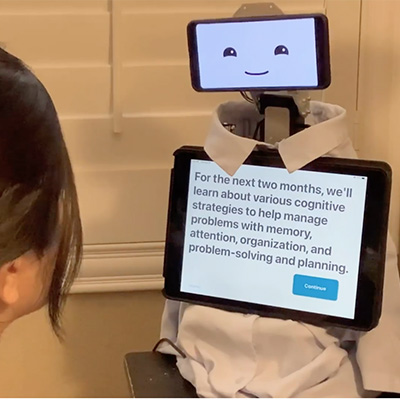 For the next two months, we'll
learn about various cognitive
strategies to help manage
problems with memory,
attention, organization, and
problem-solving and planning.
Continue